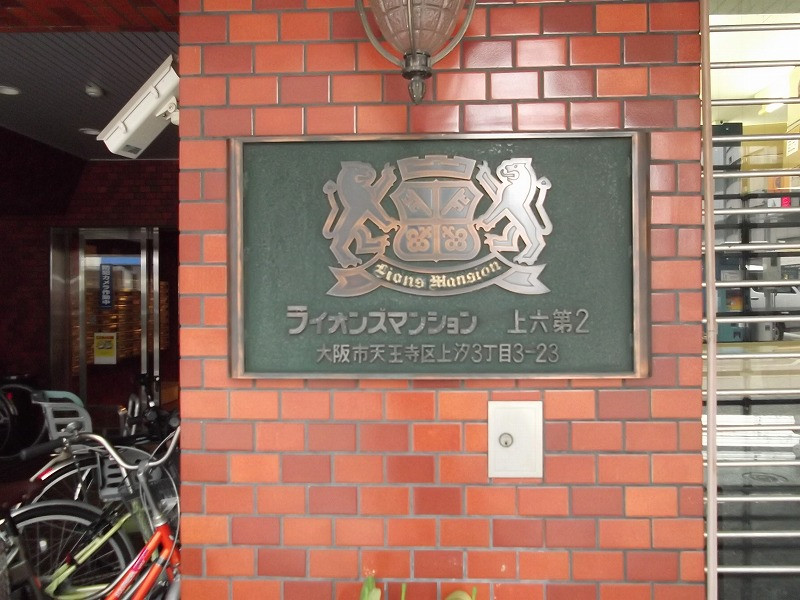 Lions Mansion
ライオンズマンション 上六第2
大阪市天王寺区上汐3丁目3-23